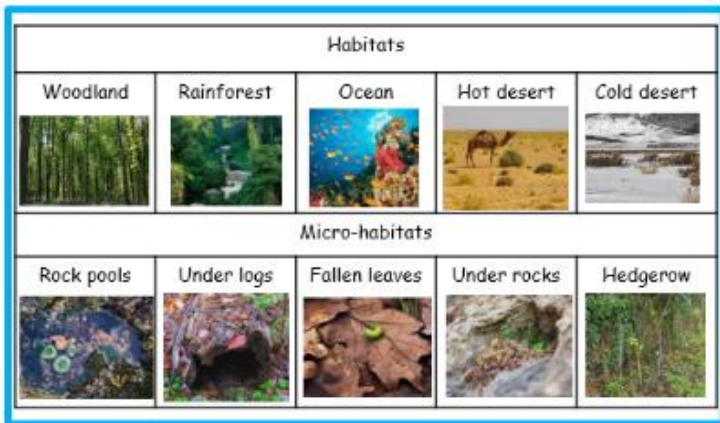 Habitats
Woodland Rainforest Ocean Hot desert Cold desert
Micro-habitats
Rock pools Under logs Fallen leaves Under rocks Hedgerow